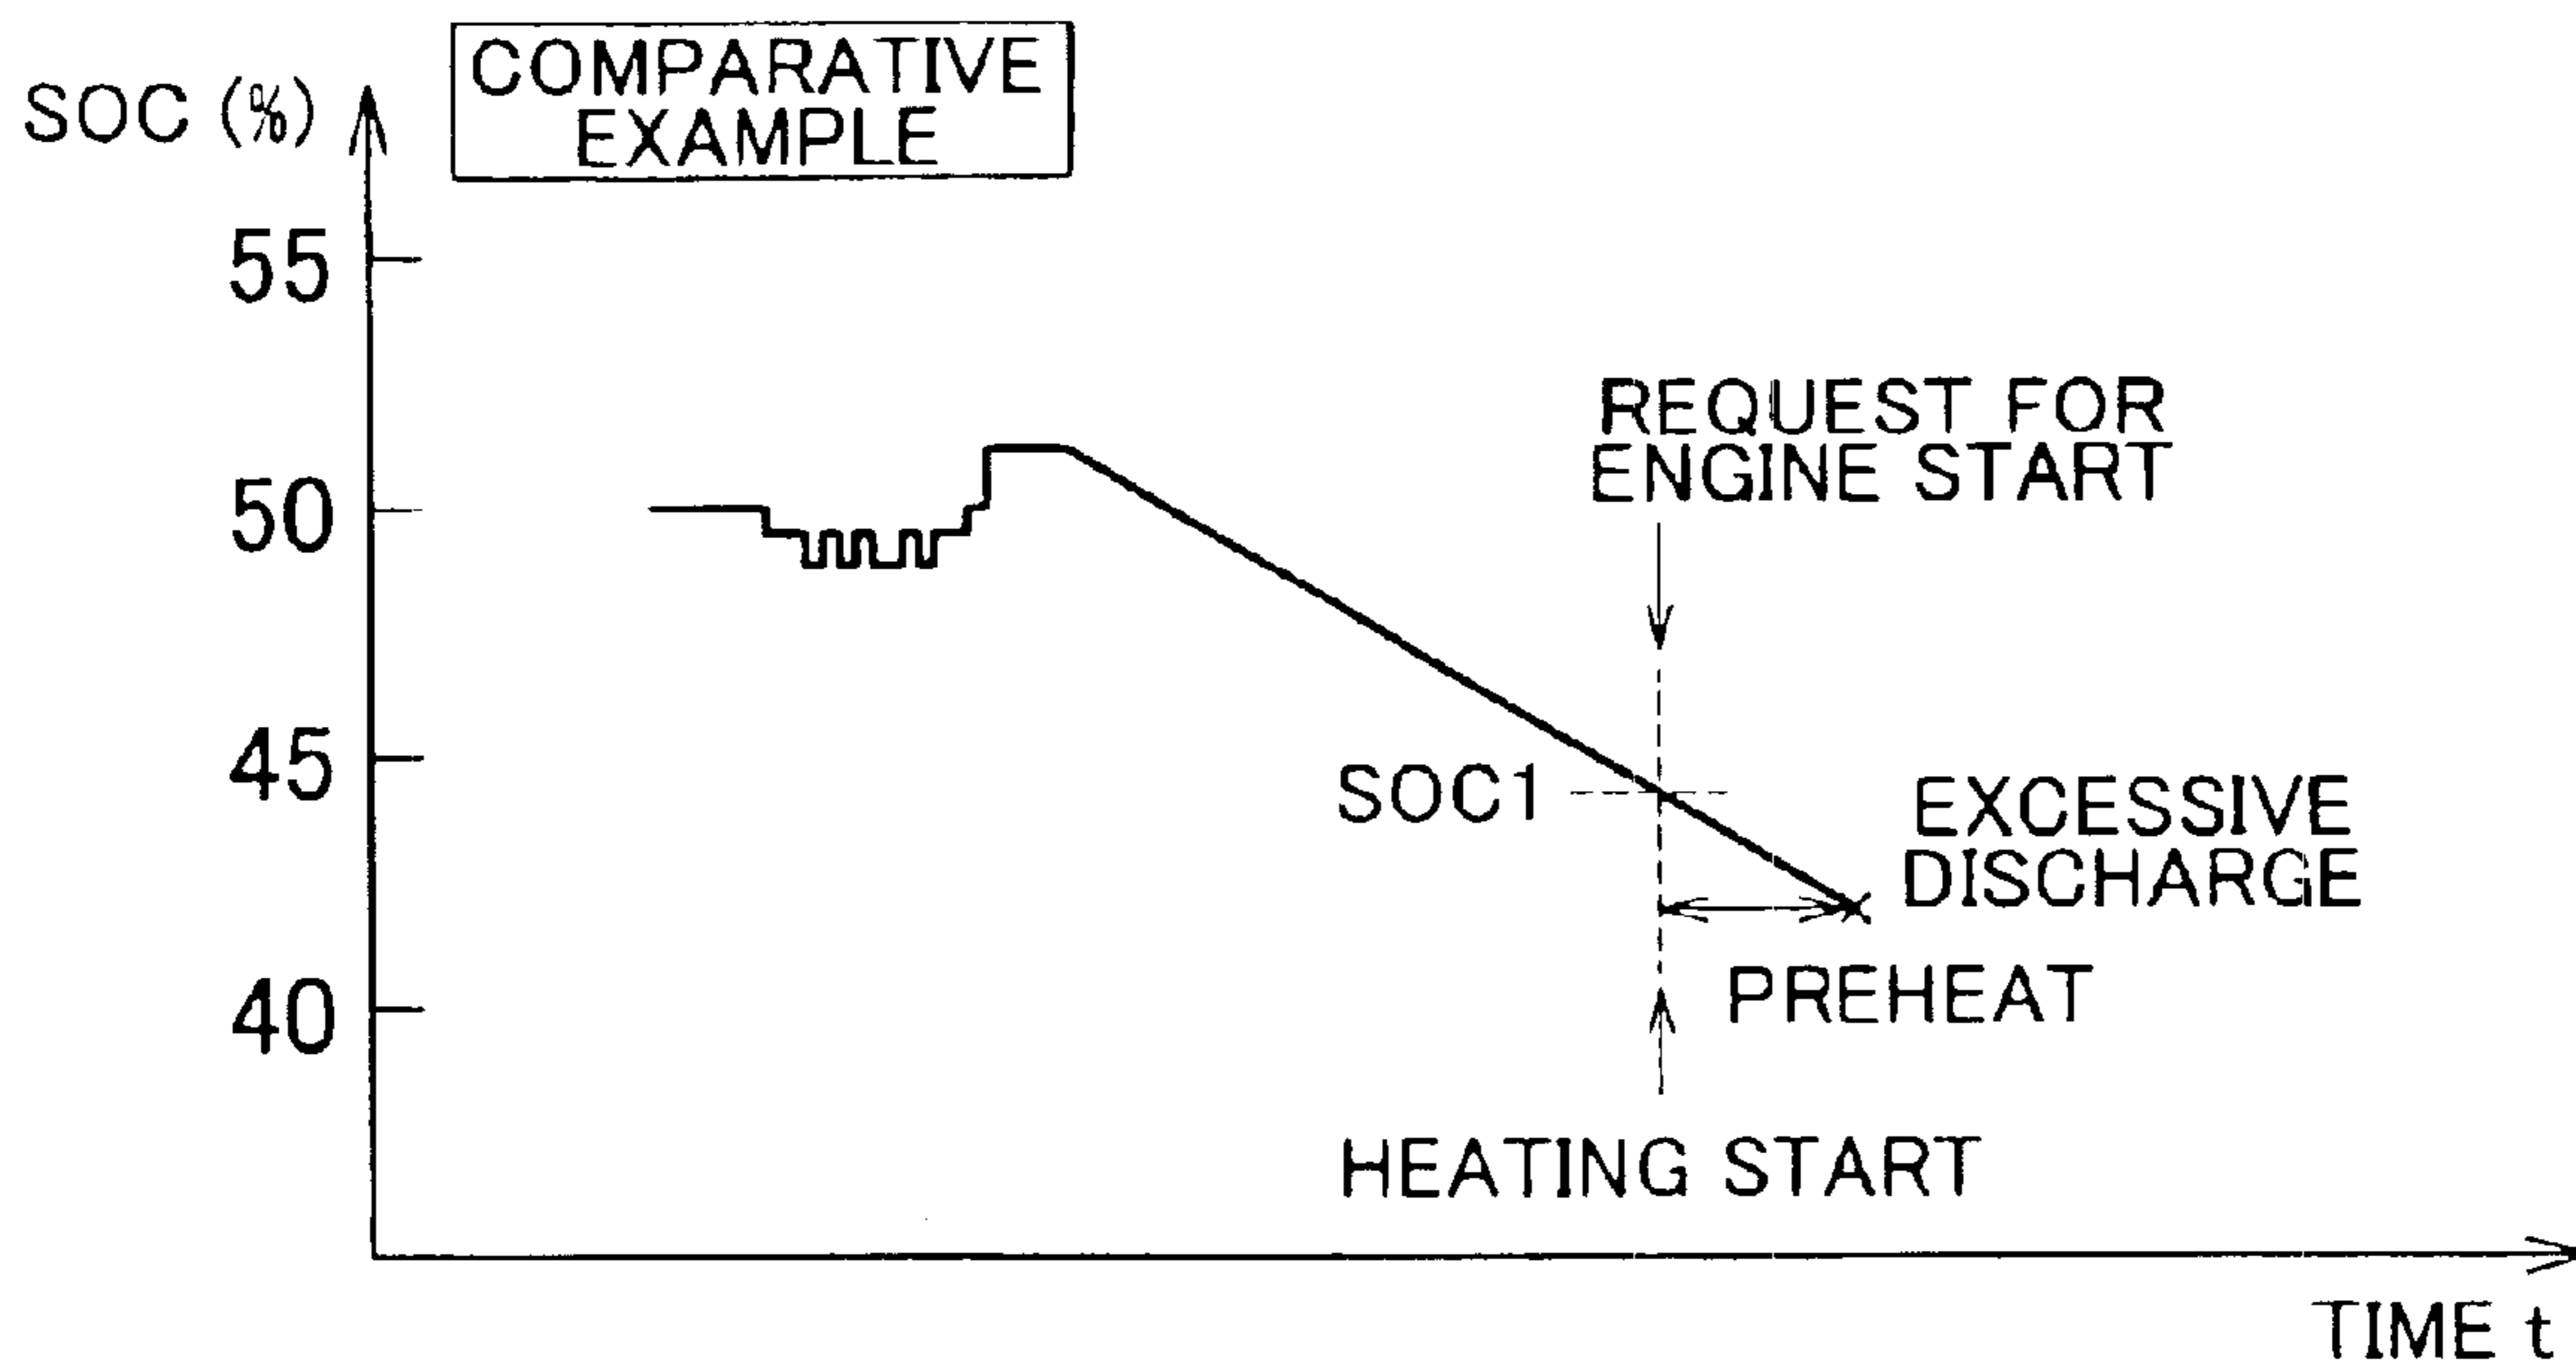 COMPARATIVE
EXAMPLE
SOC (%)
55
50
45
40
REQUEST FOR
ENGINE START
SOC1
EXCESSIVE
DISCHARGE
PREHEAT
HEATING START
TIME t